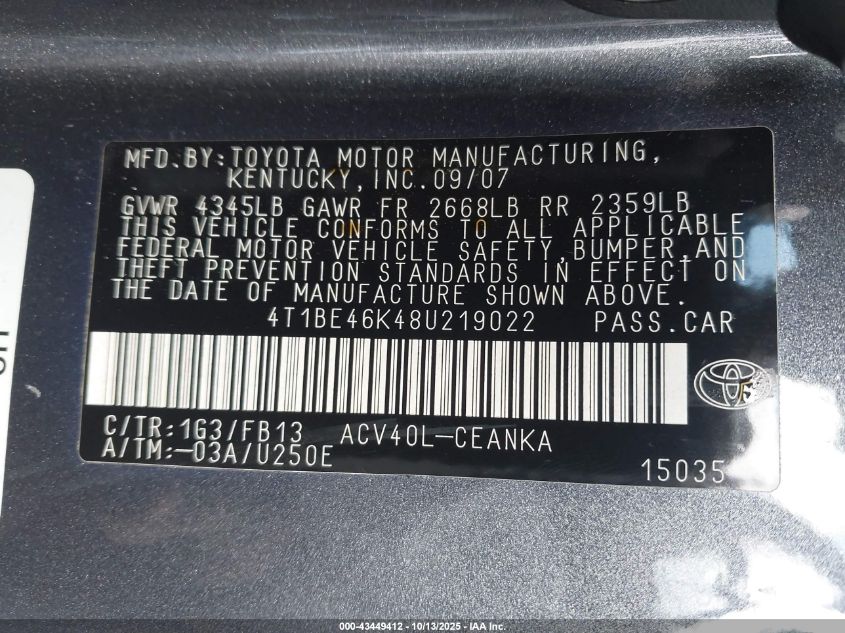 MFD.BY:TOYOTA MOTOR MANUFACTURING,
KENTUCKY,INC.09/07
GVWR 4345LB GAWR FR 2668LB RR 2359LB
THIS VEHICLE CONFORMS TO ALL APPLICABLE
FEDERAL MOTOR VEHICLE SAFETY,BUMPER,AND
THEFT PREVENTION STANDARDS IN EFFECT ON
THE DATE OF MANUFACTURE SHOWN ABOVE.
4T1BE46K48U219022 PASS.CAR
F
C/TR:1G3/FB13 ACV40L-CEANKA
A/TM:-03A/U250E
15035
000-43449412 - 10/13/2025 - IAA Inc.